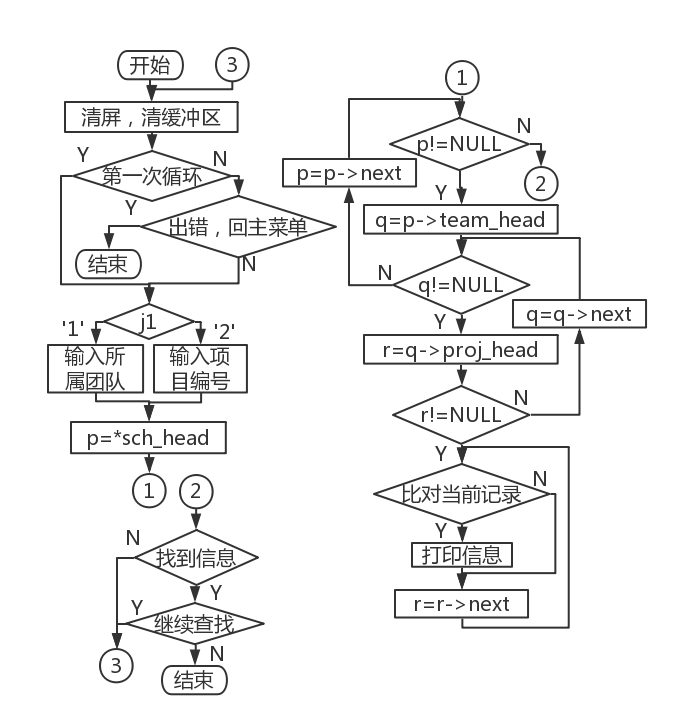 开始
3
清屏，清缓冲区
Y
第一次循环
N
Y
出错，回主菜单
结束
N
j1
'1'
'2'
输入所
属团队
输入项
目编号
p=*sch_head
1
2
N
找到信息
Y
Y
继续查找
3
N
结束
1
p!=NULL
N
p=p->next
2
Y
q=p->team_head
N
q!=NULL
q=q->next
Y
r=q->proj_head
N
r!=NULL
Y
N
比对当前记录
Y
打印信息
r=r->next